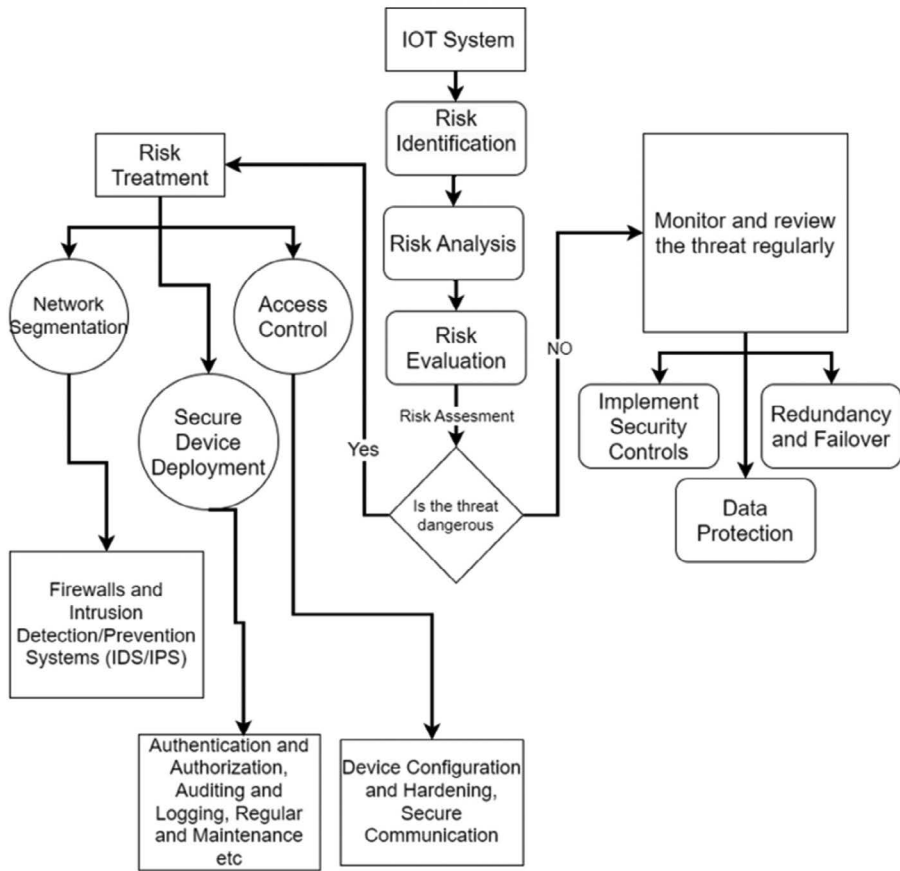 IOT System
Risk
Identification
Risk Analysis
Risk
Evaluation
Risk Assesment
Is the threat
dangerous
Yes
NO
Risk
Treatment
Network
Segmentation
Secure
Device
Deployment
Access
Control
Firewalls and
Intrusion
Detection/Prevention
Systems (IDS/IPS)
Authentication and
Authorization,
Auditing and
Logging, Regular
and Maintenance
etc
Device Configuration
and Hardening,
Secure
Communication
Monitor and review
the threat regularly
Implement
Security
Controls
Data
Protection
Redundancy
and Failover